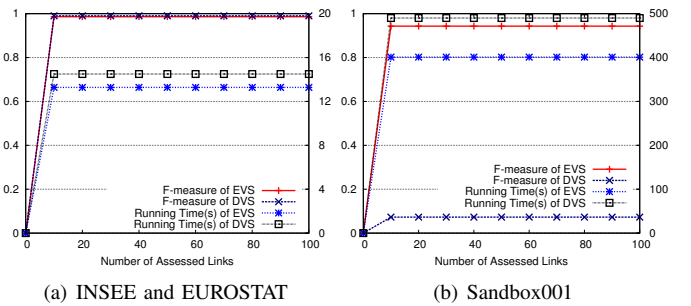 1 20 1 500
0.8 16 0.8 400
0.6 12 0.6 300
0.4 8 0.4 200
F-measure of EVS F-measure of EVS
F-measure of DVS F-measure of DVS
0.2 4 0.2 100
Running Time(s) of EVS Running Time(s) of EVS
Running Time(s) of DVS Running Time(s) of DVS
0 0 0 0
0 20 40 60 80 100 0 20 40 60 80 100
Number of Assessed Links Number of Assessed Links
(a) INSEE and EUROSTAT (b) Sandbox001